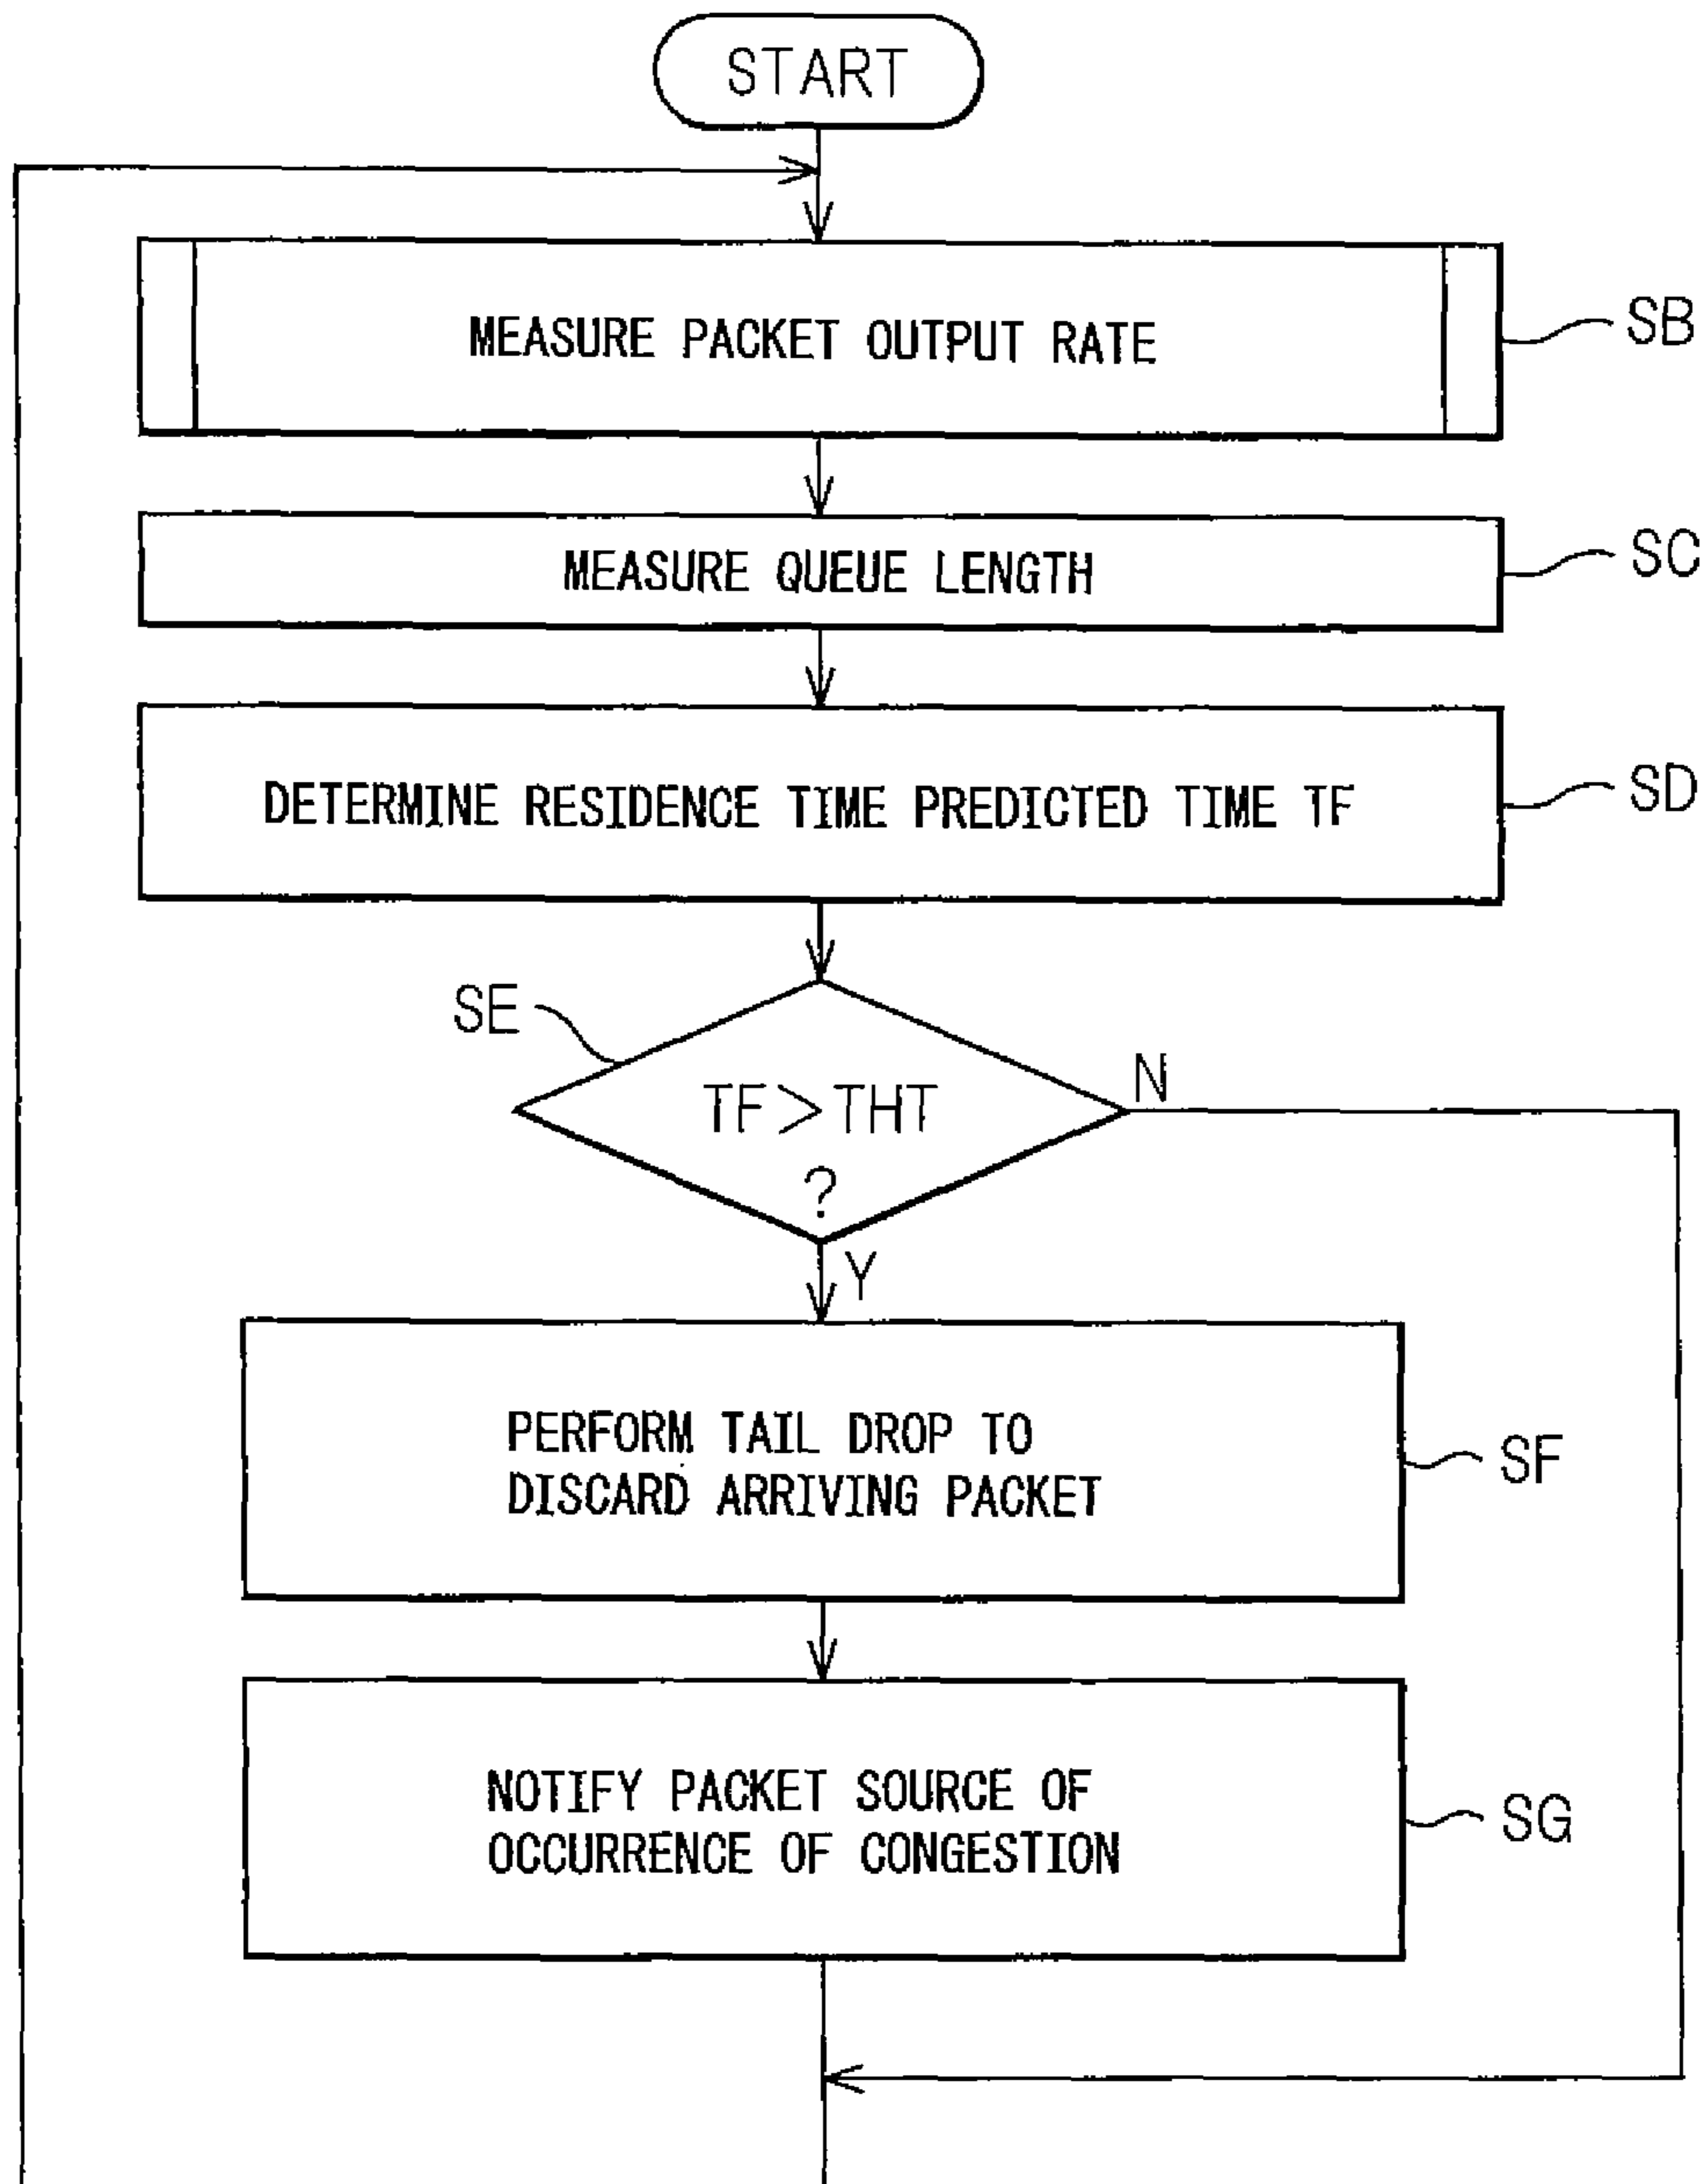 START
MEASURE PACKET OUTPUT RATE
SB
MEASURE QUEUE LENGTH
SC
DETERMINE RESIDENCE TIME PREDICTED TIME TF
SD
SE
TF>THT
?
N
Y
PERFORM TAIL DROP TO
DISCARD ARRIVING PACKET
SF
NOTIFY PACKET SOURCE OF
OCCURRENCE OF CONGESTION
SG